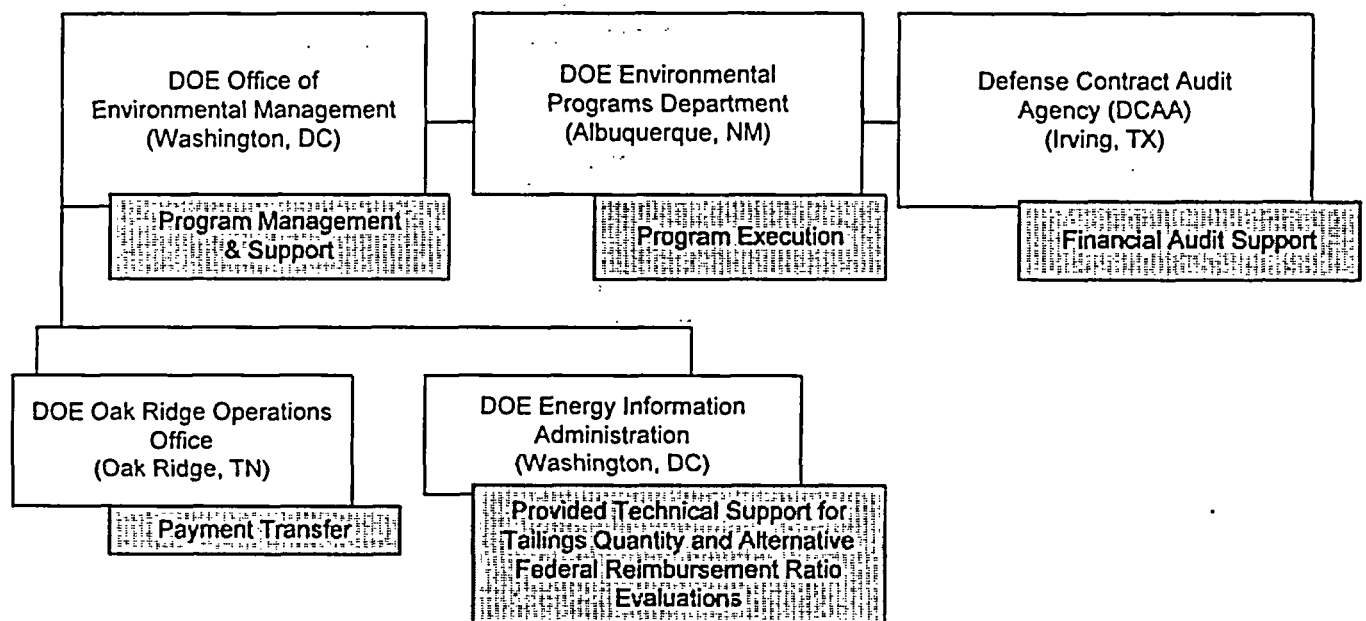 DOE Office of
Environmental Management
(Washington, DC)
Program Management
& Support
DOE Environmental
Programs Department
(Albuquerque, NM)
Program Execution
Defense Contract Audit
Agency (DCAA)
(Irving, TX)
Financial Audit Support
DOE Oak Ridge Operations
Office
(Oak Ridge, TN)
Payment Transfer
DOE Energy Information
Administration
(Washington, DC)
Provided Technical Support for
Tailings Quantity and Alternative
Federal Reimbursement Ratio
Evaluations